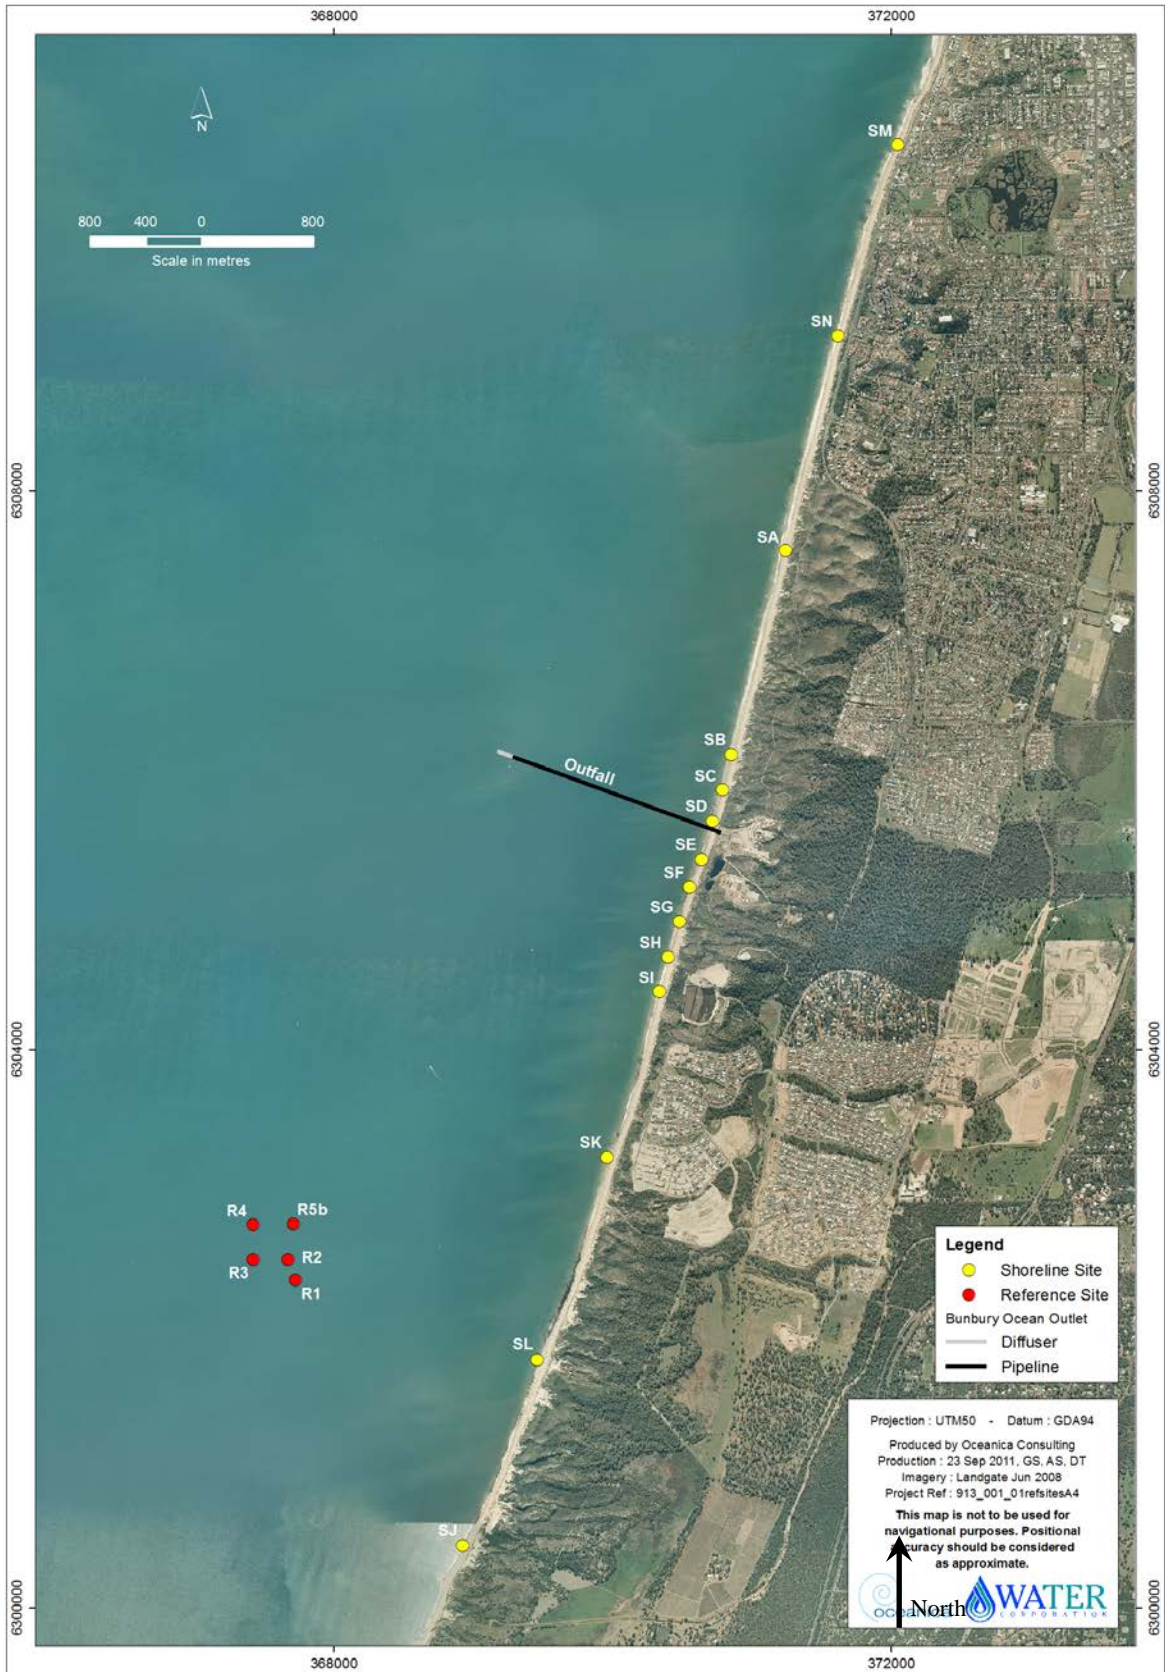 368000
372000
N
800 400 0 800
Scale in metres
SM
SN
6308000
6308000
SA
SB
Outfall
SC
SD
SE
SF
SG
SH
SI
6304000
6304000
SK
R4
R5b
R3
R2
R1
SL
SJ
Legend
Shoreline Site
Reference Site
Bunbury Ocean Outlet
Diffuser
Pipeline
Projection : UTM50 - Datum : GDA94
Produced by Oceanica Consulting
Production : 23 Sep 2011, GS, AS, DT
Imagery : Landgate Jun 2008
Project Ref : 913_001_01refsitesA4
This map is not to be used for
navigational purposes. Positional
accuracy should be considered
as approximate.
oceanica
North
WATER
CORPORATION
6300000
6300000
368000
372000